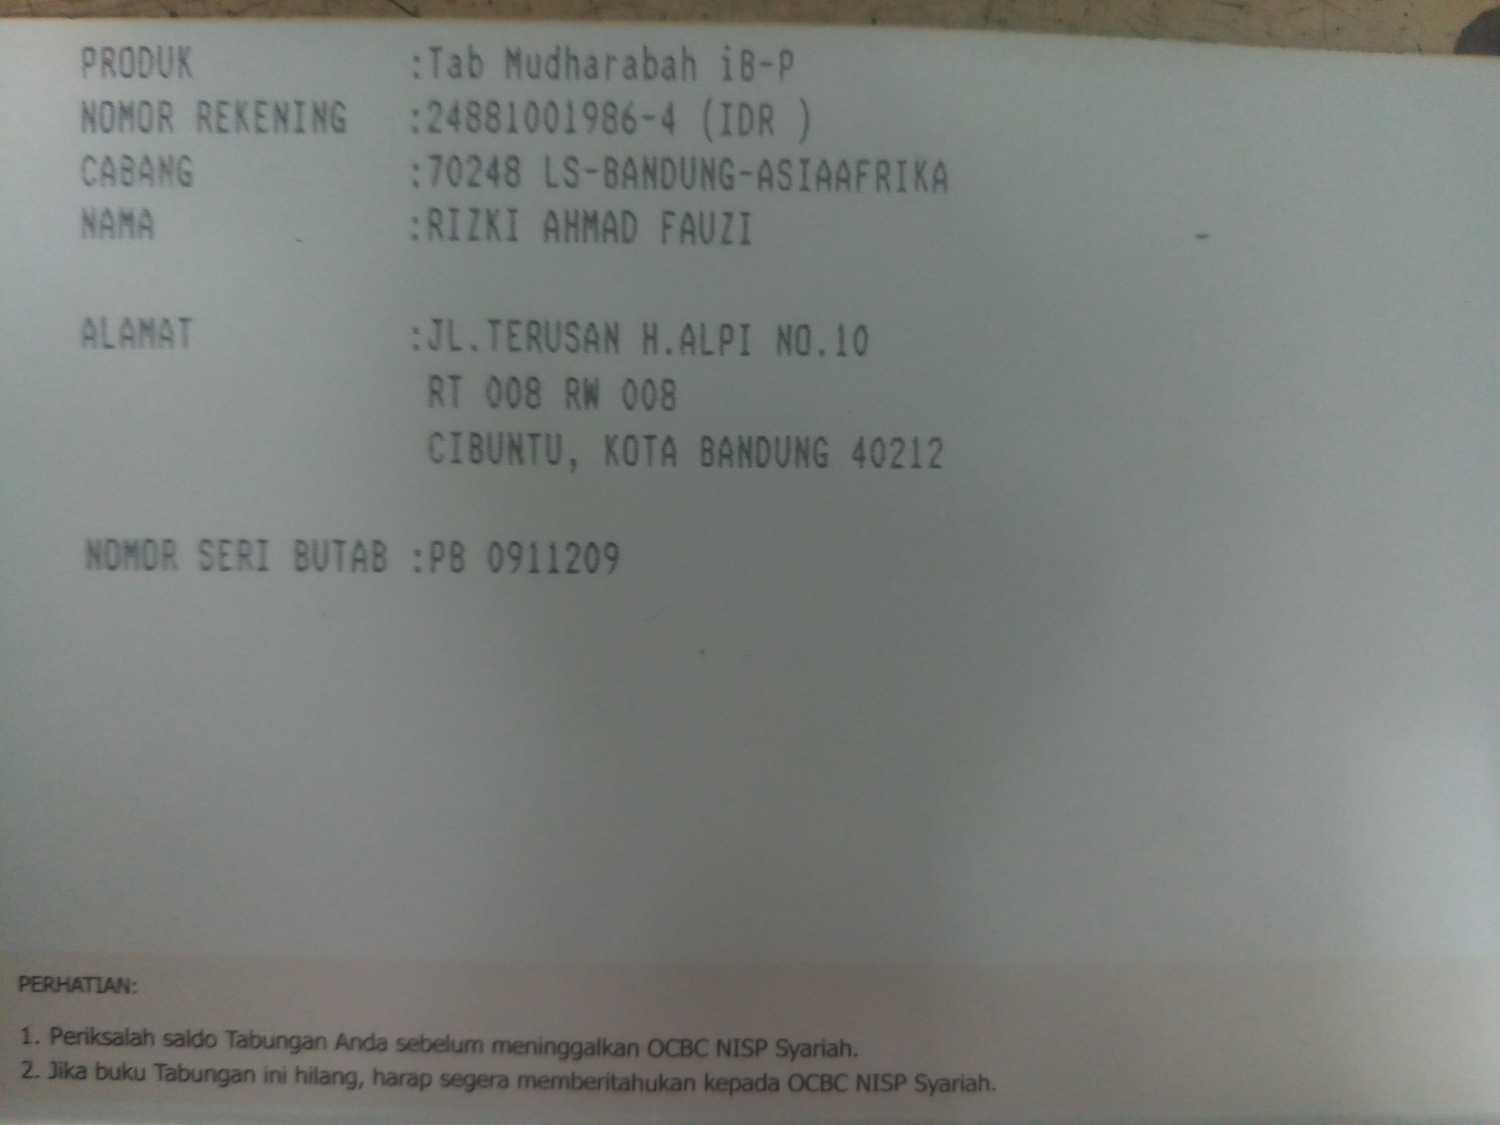 PRODUK :Tab Mudharabah iB-P
NOMOR REKENING :24881001986-4 (IDR )
CABANG :70248 LS-BANDUNG-ASIAAFRIKA
NAMA :RIZKI AHMAD FAUZI -
ALAMAT :JL.TERUSAN H.ALPI NO.10
RT 008 RW 008
CIBUNTU, KOTA BANDUNG 40212
NOMOR SERI BUTAB :PB 0911209
PERHATIAN:
1. Periksalah saldo Tabungan Anda sebelum meninggalkan OCBC NISP Syariah.
2. Jika buku Tabungan ini hilang, harap segera memberitahukan kepada OCBC NISP Syariah.